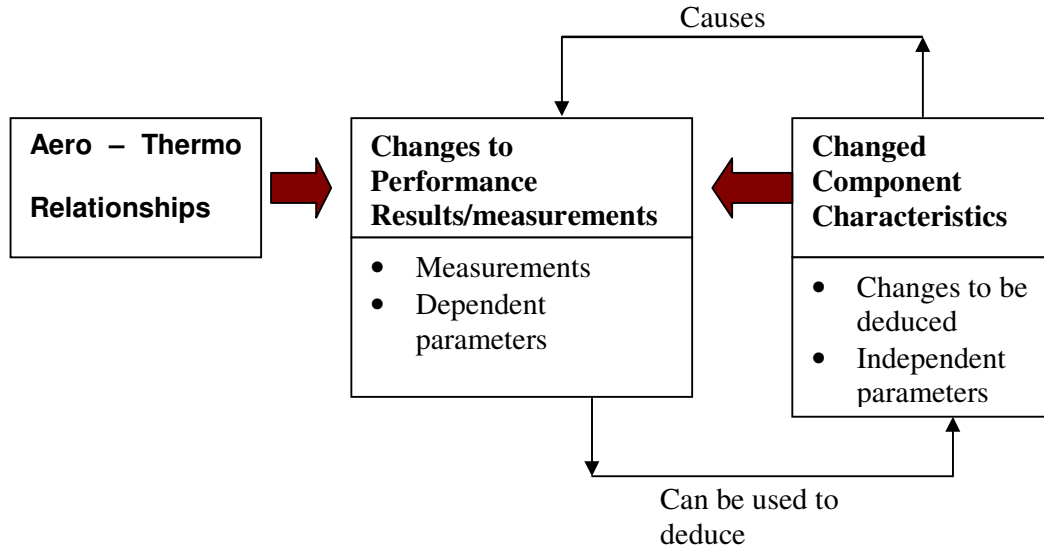 Causes
Aero – Thermo
Relationships
Changes to
Performance
Results/measurements
• Measurements
• Dependent
parameters
Changed
Component
Characteristics
• Changes to be
deduced
• Independent
parameters
Can be used to
deduce